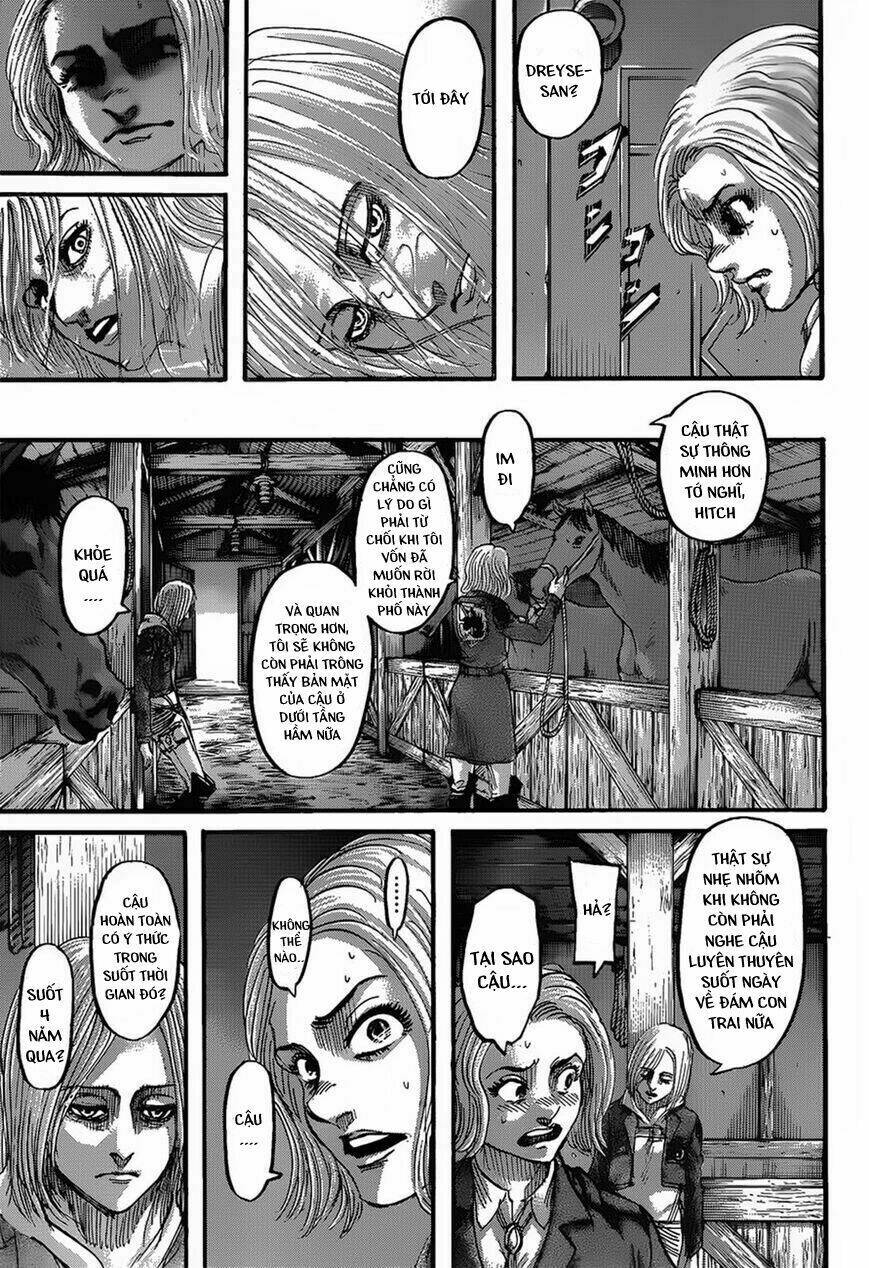 DREYSE-
SAN?
コン
コン
TỚI ĐÂY
CẬU THẬT
SỰ THÔNG
MINH HƠN
TỚ NGHĨ,
HITCH
IM
ĐI
CŨNG
CHẲNG CÓ
LÝ DO GÌ
PHẢI TỪ
CHỐI KHI TÔI
VỐN ĐÃ
MUỐN RỜI
KHỎI THÀNH
PHỐ NÀY
VÀ QUAN
TRỌNG HƠN,
TÔI SẼ KHÔNG
CÒN PHẢI TRÔNG
THẤY BẢN MẶT
CỦA CẬU Ở
DƯỚI TẦNG
HẦM NỮA
KHỎE
QUÁ
....
THẬT SỰ
NHẸ NHÕM
KHI KHÔNG
CÒN PHẢI
NGHE CẬU
LUYÊN THUYÊN
SUỐT NGÀY
VỀ ĐÁM CON
TRAI NỮA
HẢ?
TẠI SAO
CẬU...
......
KHÔNG
THỂ
NÀO..
CẬU
....
CẬU
HOÀN TOÀN
CÓ Ý THỨC
TRONG
SUỐT THỜI
GIAN ĐÓ?
SUỐT
4
NĂM
QUA?